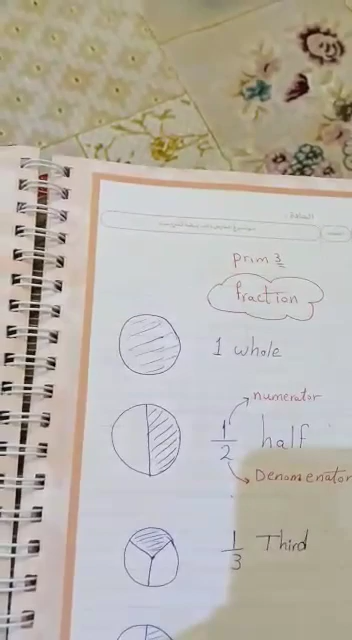 prim 3
fraction
1 whole
numerator
1/2 half
Denomenator
1/3 Third